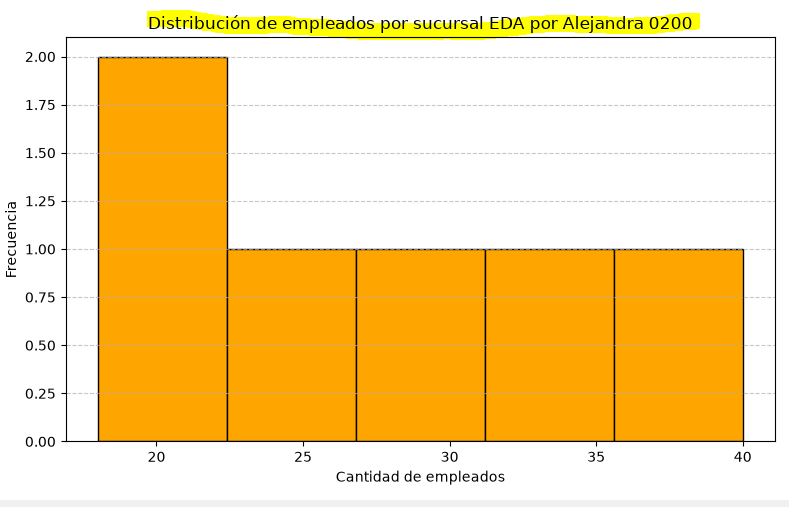 Distribución de empleados por sucursal EDA por Alejandra 0200
2.00
1.75
1.50
1.25
1.00
0.75
0.50
0.25
0.00
Frecuencia
20 25 30 35 40
Cantidad de empleados